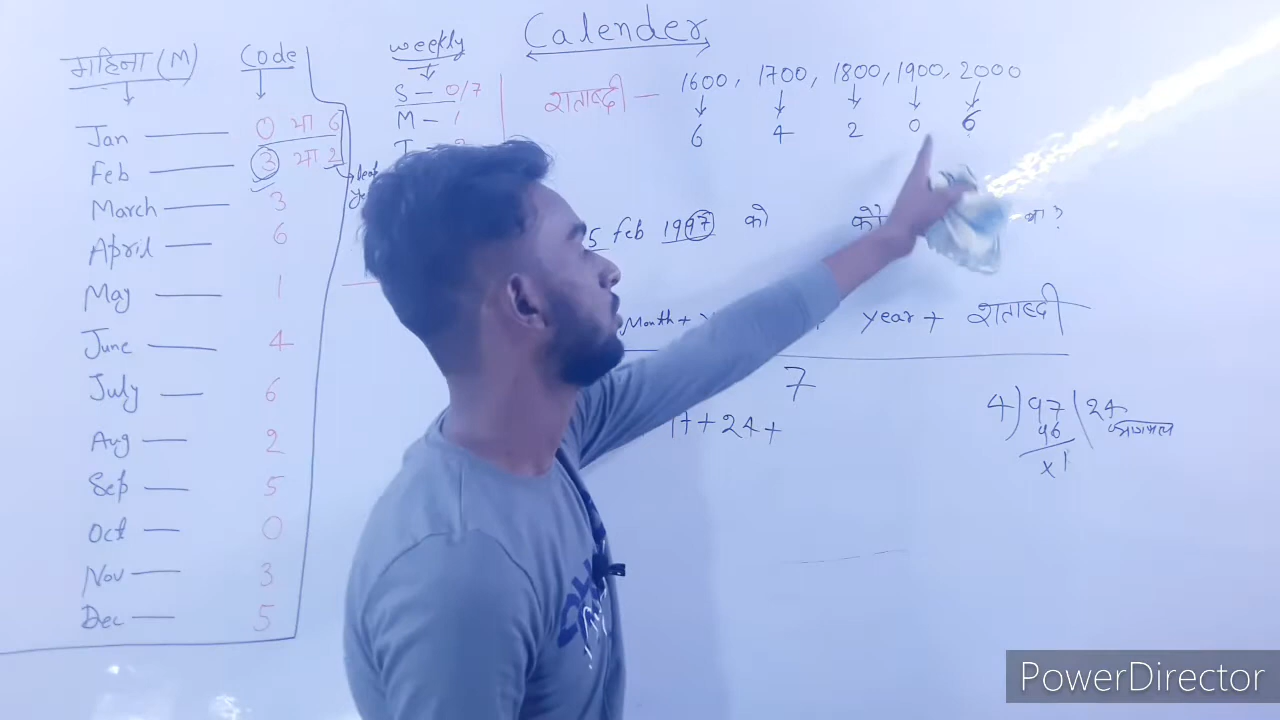 Calender
महिना (M) Code
Jan 0 या 6
Feb 3 या 2
March 3
April 6
May 1
June 4
July 6
Aug 2
Sep 5
Oct 0
Nov 3
Dec 5
weekly
S - 0/7
M - 1
T -
शताब्दी - 1600, 1700, 1800, 1900, 2000
6 4 2 0 6
5 Feb 1997 को को था ?
Month + year + शताब्दी
7
+ 24 +
4) 97 (24
96
x1
PowerDirector